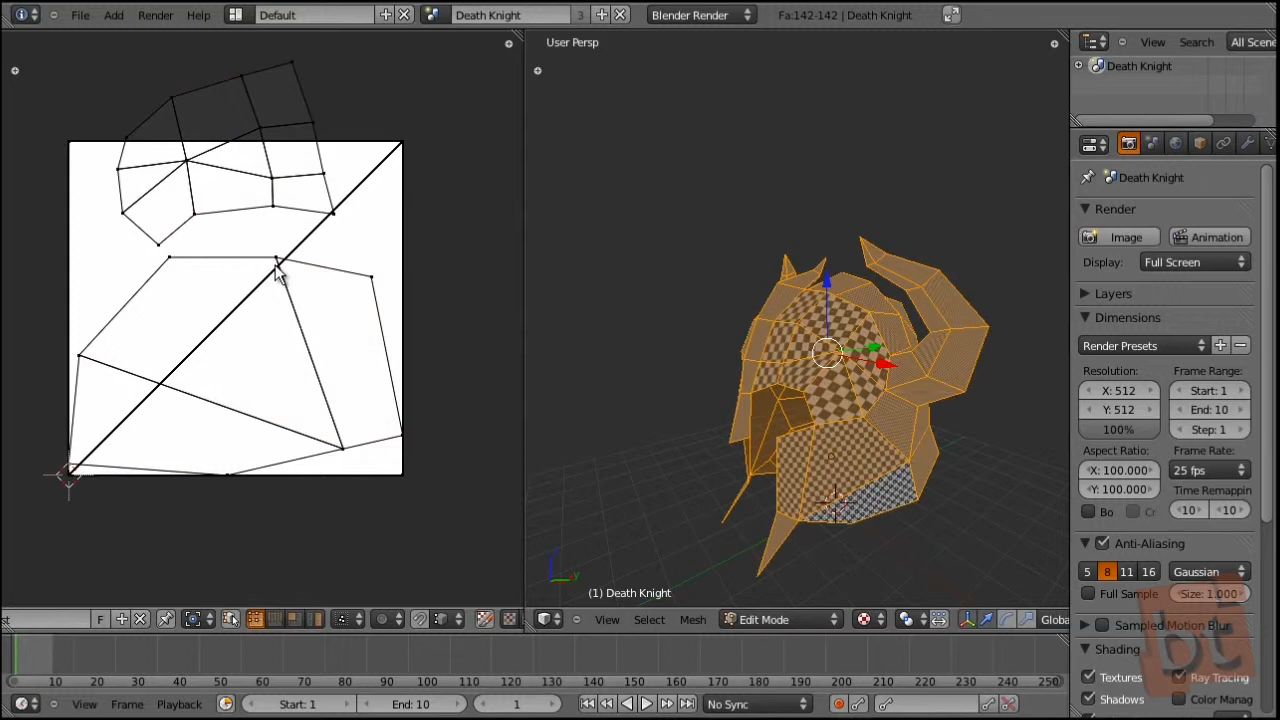 File Add Render Help Default Death Knight 3 Blender Render Fa:142-142 | Death Knight
User Persp
View Search All Scene
Death Knight
Death Knight
Render
Image Animation
Display: Full Screen
Layers
Dimensions
Render Presets
Resolution: Frame Range:
X: 512 Start: 1
Y: 512 End: 10
100% Step: 1
Aspect Ratio: Frame Rate:
X: 100.000 25 fps
Y: 100.000 Time Remappin
Bo Cr 10 10
Anti-Aliasing
5 8 11 16 Gaussian
Full Sample Size: 1.000
Sampled Motion Blur
Shading
Textures Ray Tracing
Shadows Color Manag
(1) Death Knight
st F View Select Mesh Edit Mode Globa
10 20 30 40 50 60 70 80 90 100 110 120 130 140 150 160 170 180 190 200 210 220 230 240 250
View Frame Playback Start: 1 End: 10 1 No Sync
bt